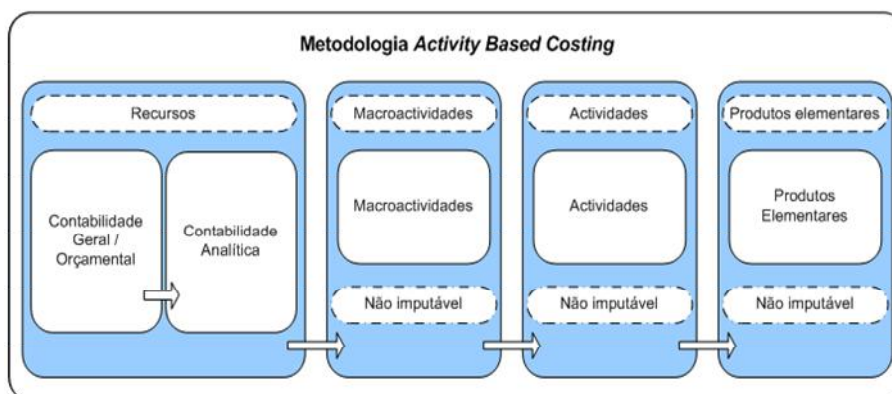 Metodologia Activity Based Costing
Recursos
Contabilidade
Geral /
Orçamental
Contabilidade
Analítica
Macroactividades
Macroactividades
Não imputável
Actividades
Actividades
Não imputável
Produtos elementares
Produtos
Elementares
Não imputável